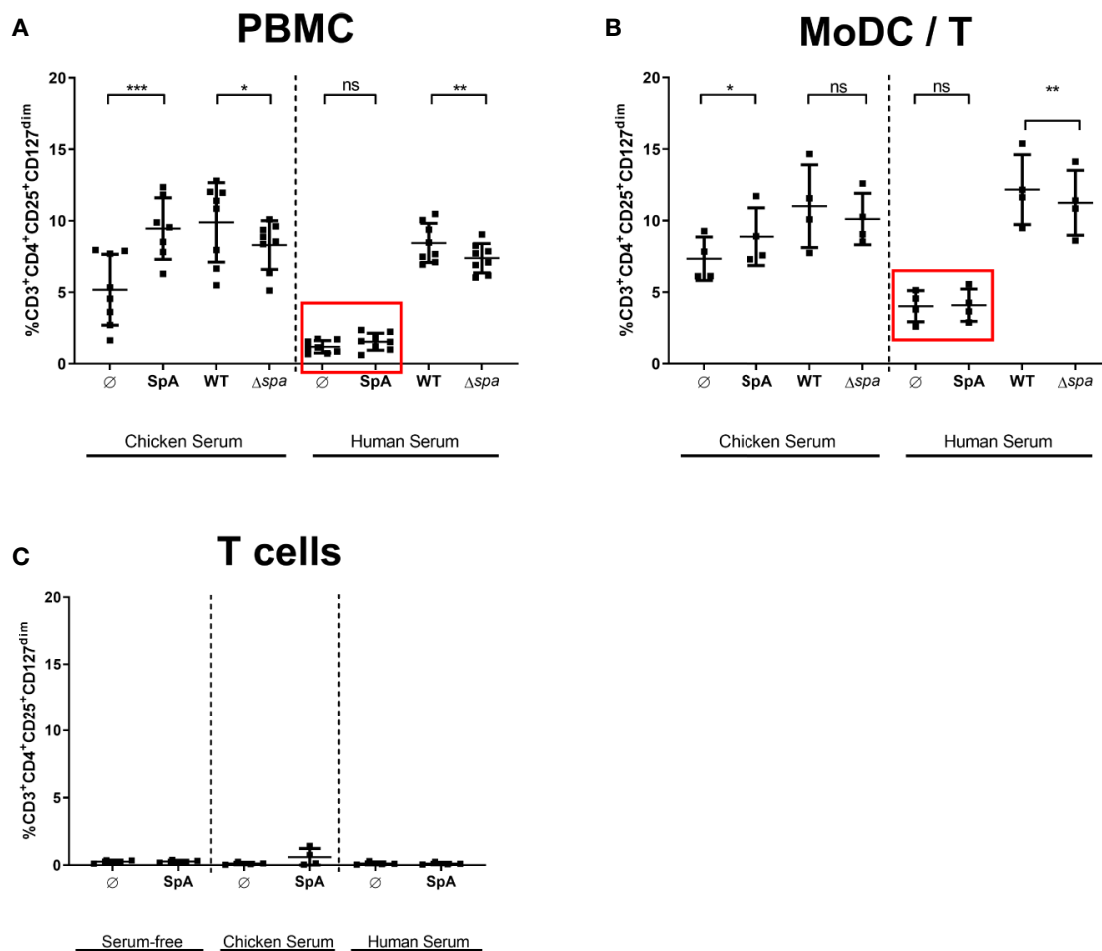 A
PBMC
%CD3⁺CD4⁺CD25⁺CD127ᵈⁱᵐ
20
15
10
5
0
***
*
ns
**
∅ SpA WT Δspa ∅ SpA WT Δspa
Chicken Serum Human Serum
B
MoDC / T
%CD3⁺CD4⁺CD25⁺CD127ᵈⁱᵐ
20
15
10
5
0
*
ns
ns
**
∅ SpA WT Δspa ∅ SpA WT Δspa
Chicken Serum Human Serum
C
T cells
%CD3⁺CD4⁺CD25⁺CD127ᵈⁱᵐ
20
15
10
5
0
∅ SpA ∅ SpA ∅ SpA
Serum-free Chicken Serum Human Serum